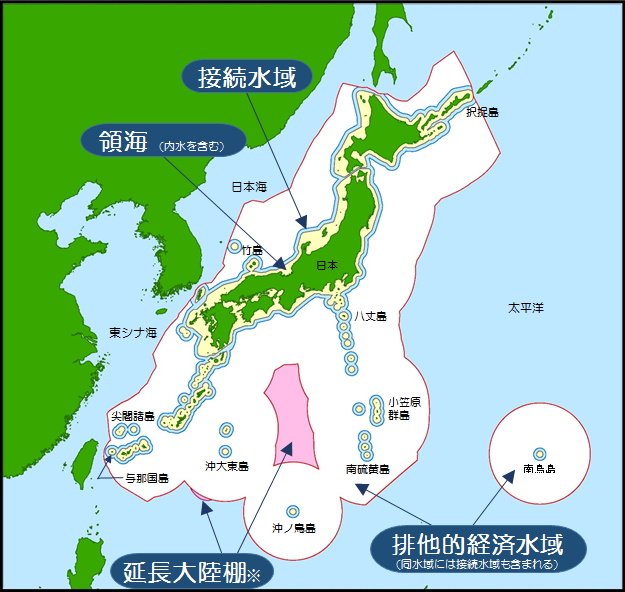 接続水域
領海 (内水を含む)
択捉島
日本海
竹島
日本
八丈島
太平洋
東シナ海
尖閣諸島
小笠原
群島
沖大東島
南硫黄島
南鳥島
与那国島
沖ノ鳥島
排他的経済水域
(同水域には接続水域も含まれる)
延長大陸棚※